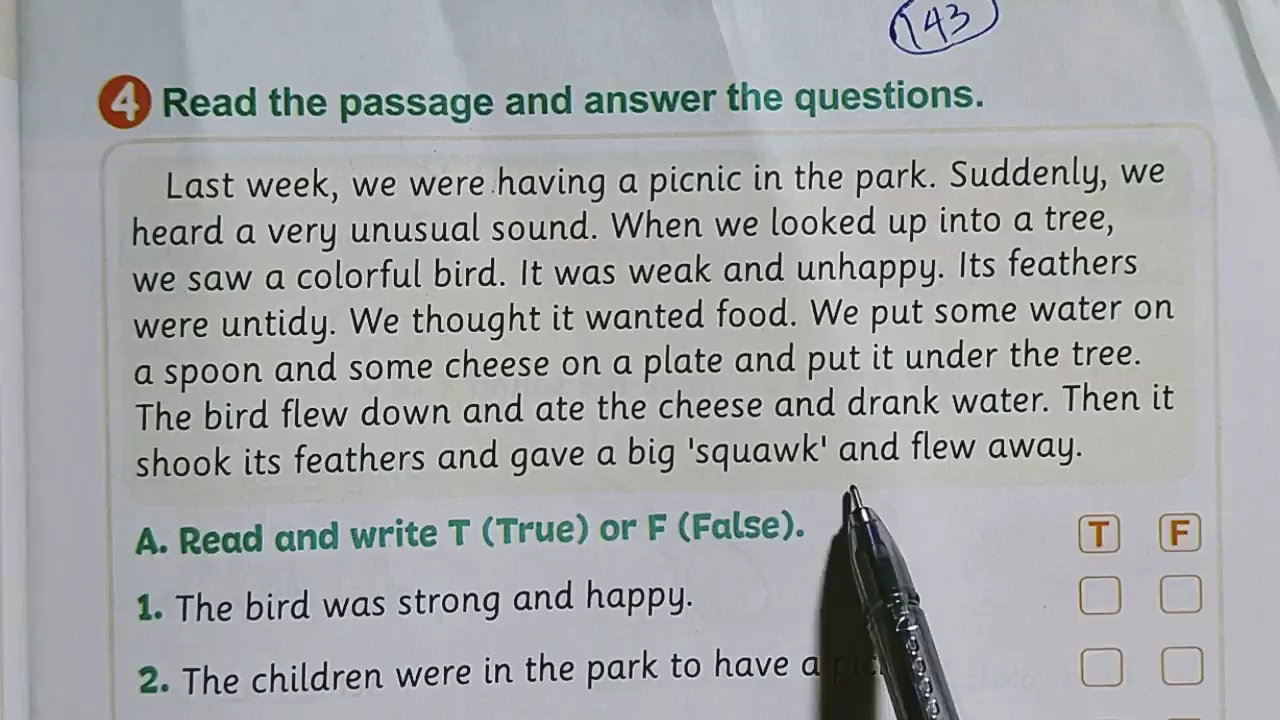 143
4 Read the passage and answer the questions.
Last week, we were having a picnic in the park. Suddenly, we
heard a very unusual sound. When we looked up into a tree,
we saw a colorful bird. It was weak and unhappy. Its feathers
were untidy. We thought it wanted food. We put some water on
a spoon and some cheese on a plate and put it under the tree.
The bird flew down and ate the cheese and drank water. Then it
shook its feathers and gave a big 'squawk' and flew away.
A. Read and write T (True) or F (False). T F
1. The bird was strong and happy.
2. The children were in the park to have a